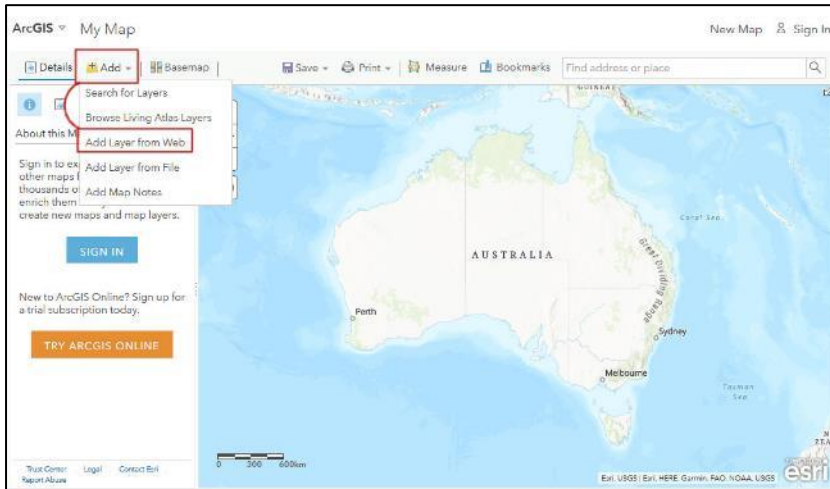 ArcGIS My Map
New Map Sign In
Details Add Basemap Save Print Measure Bookmarks Find address or place
Search for Layers
Browse Living Atlas Layers
Add Layer from Web
Add Layer from File
Add Map Notes
About this M
Sign in to ex
other maps
thousands o
enrich them
create new maps and map layers.
SIGN IN
New to ArcGIS Online? Sign up for
a trial subscription today.
TRY ARCGIS ONLINE
Trust Center Legal Contact Esri
Report Abuse
GUINEA
Coral Sea
AUSTRALIA
Great Dividing Range
Perth
Sydney
Melbourne
Tasman
Sea
0 300 600km
Esri, USGS | Esri, HERE, Garmin, FAO, NOAA, USGS
esri